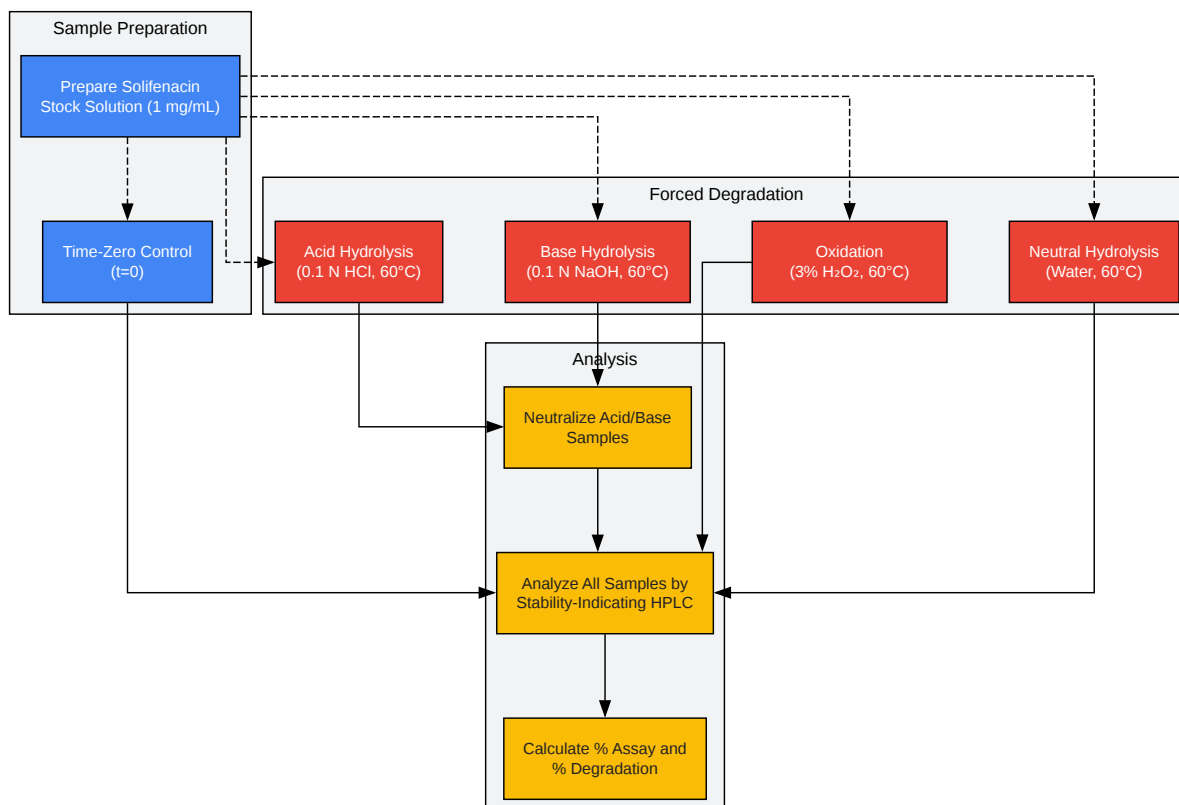 Sample Preparation
Prepare Solifenacin
Stock Solution (1 mg/mL)
Time-Zero Control
(t=0)
Forced Degradation
Acid Hydrolysis
(0.1 N HCl, 60°C)
Base Hydrolysis
(0.1 N NaOH, 60°C)
Oxidation
(3% H₂O₂, 60°C)
Neutral Hydrolysis
(Water, 60°C)
Analysis
Neutralize Acid/Base
Samples
Analyze All Samples by
Stability-Indicating HPLC
Calculate % Assay and
% Degradation